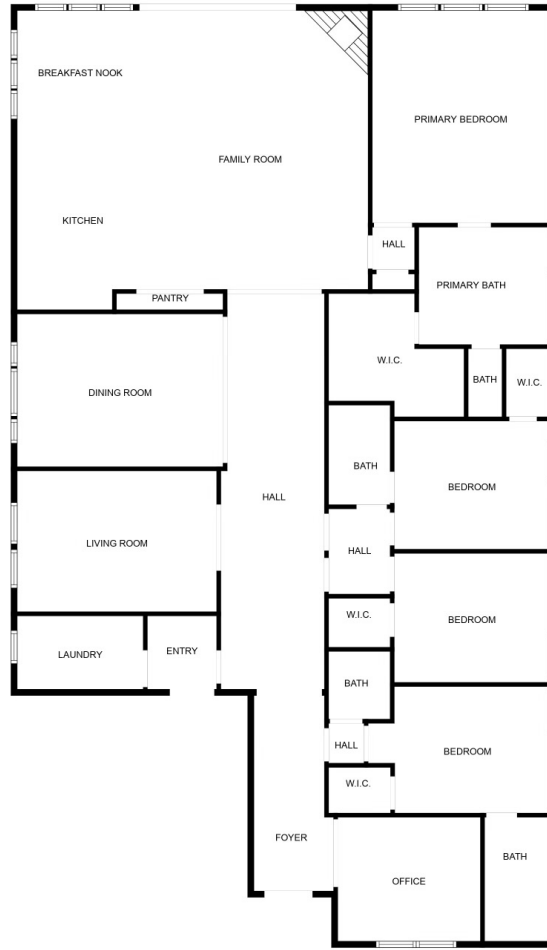 BREAKFAST NOOK
PRIMARY BEDROOM
FAMILY ROOM
KITCHEN
HALL
PRIMARY BATH
PANTRY
W.I.C.
BATH
W.I.C.
DINING ROOM
BATH
BEDROOM
HALL
LIVING ROOM
HALL
W.I.C.
BEDROOM
LAUNDRY
ENTRY
BATH
HALL
BEDROOM
W.I.C.
FOYER
BATH
OFFICE